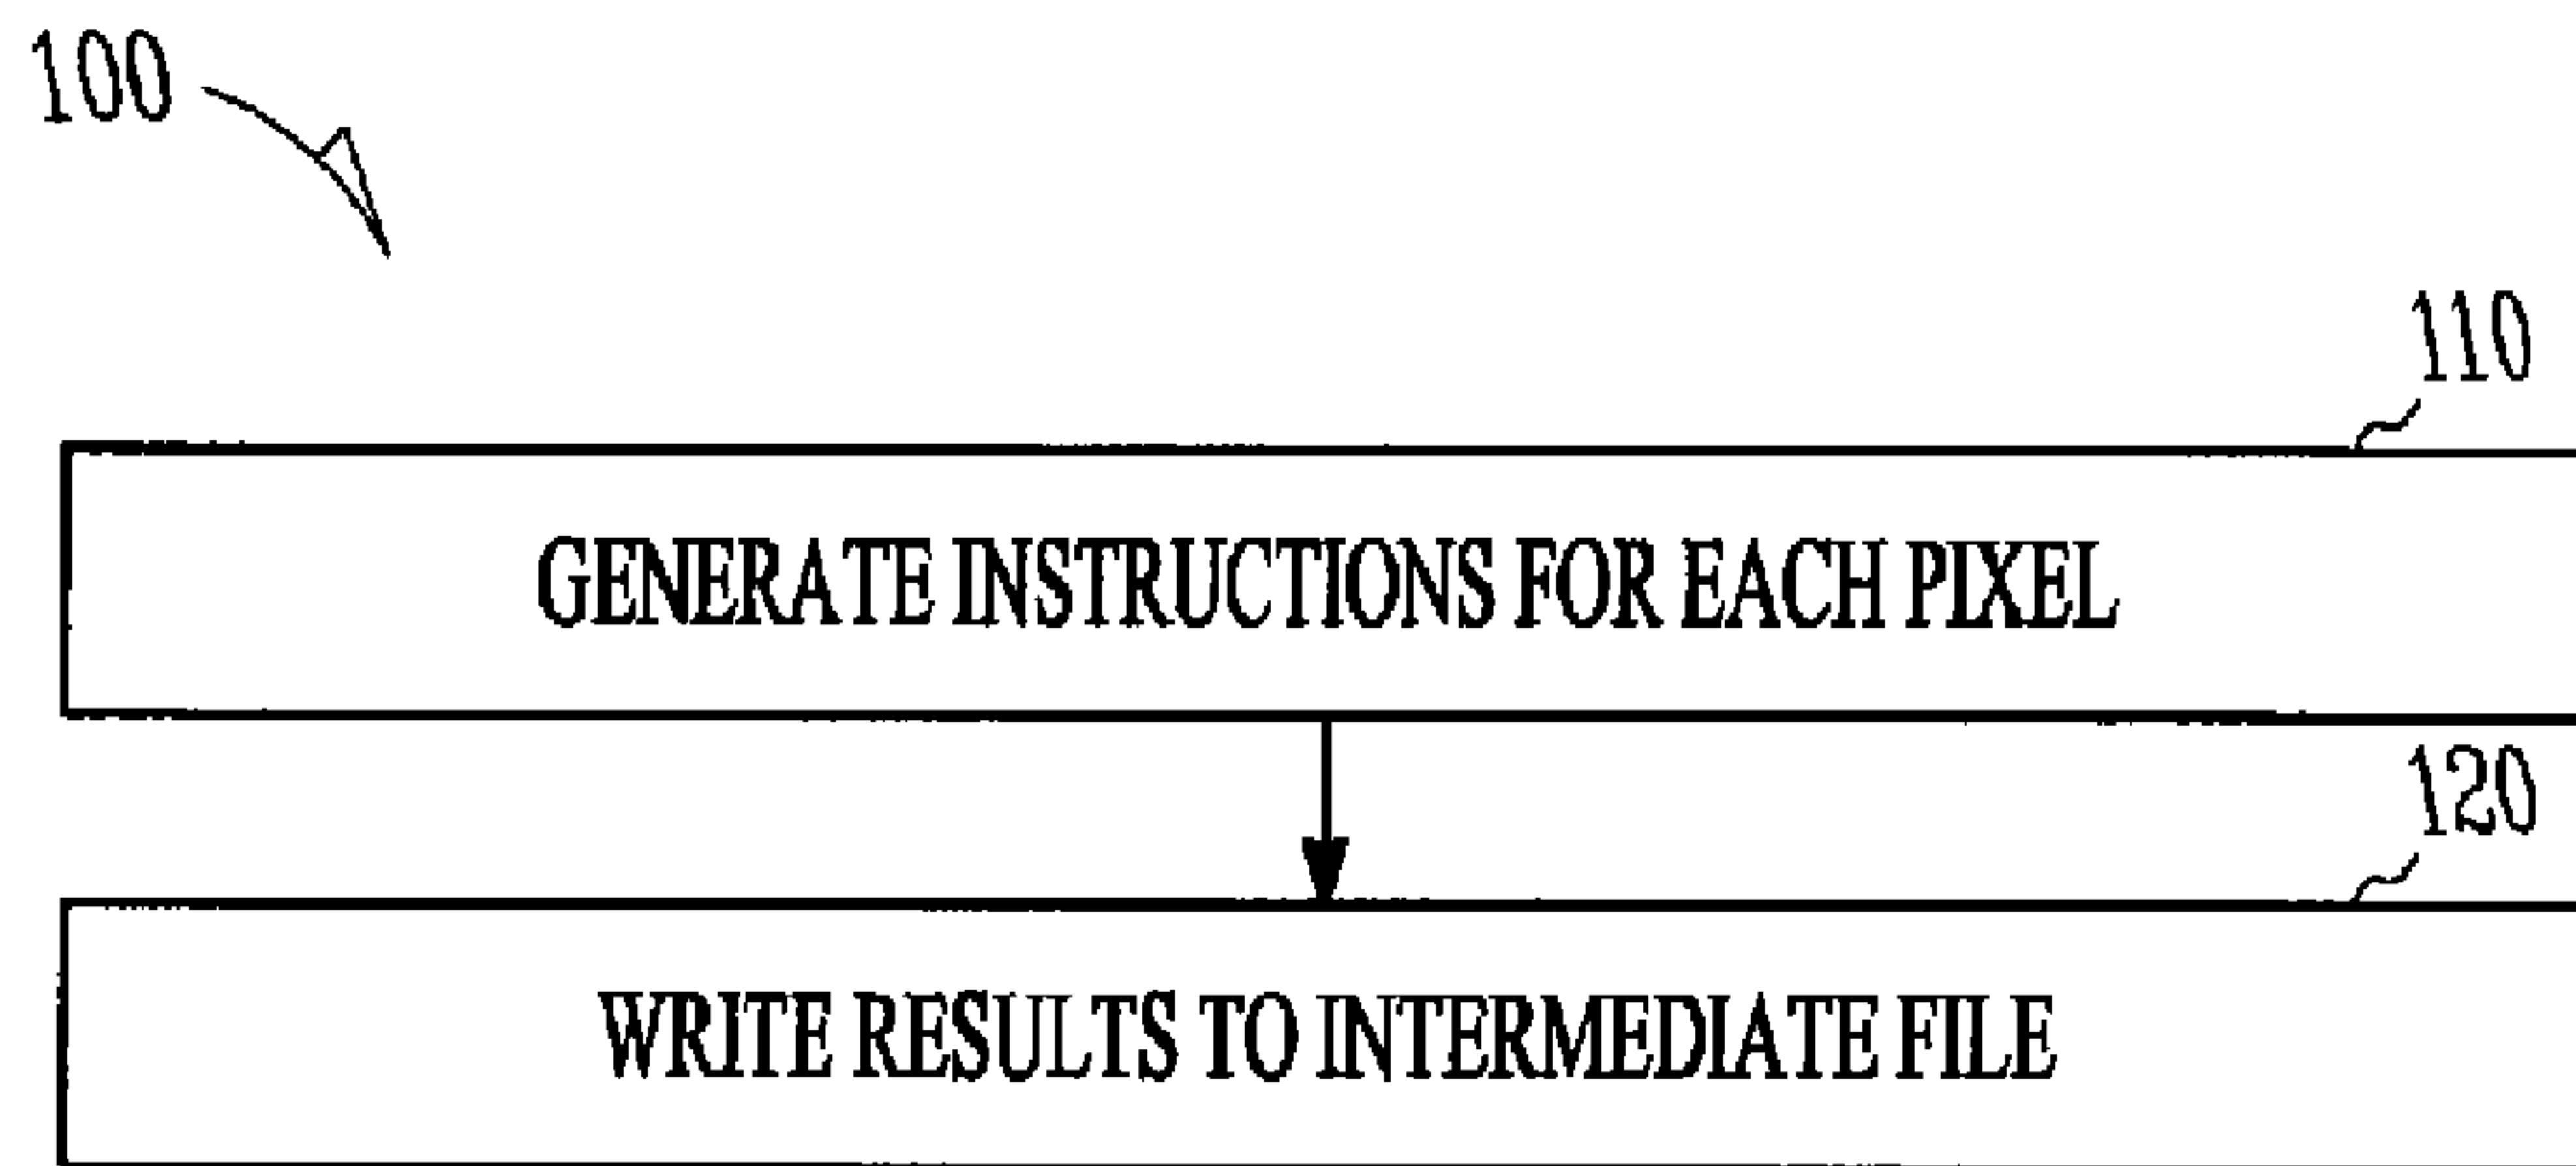 100
110
GENERATE INSTRUCTIONS FOR EACH PIXEL
120
WRITE RESULTS TO INTERMEDIATE FILE